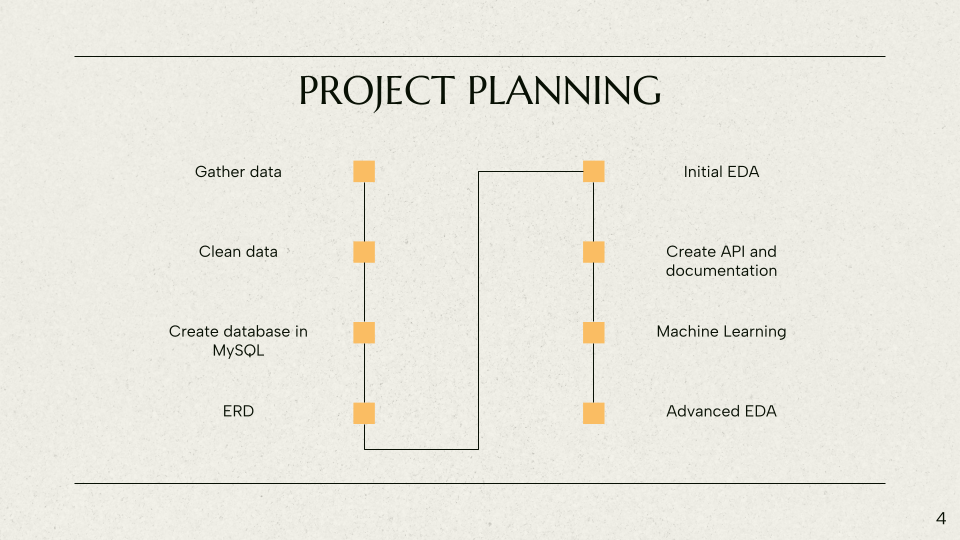 PROJECT PLANNING
Gather data
Clean data
Create database in
MySQL
ERD
Initial EDA
Create API and
documentation
Machine Learning
Advanced EDA
4